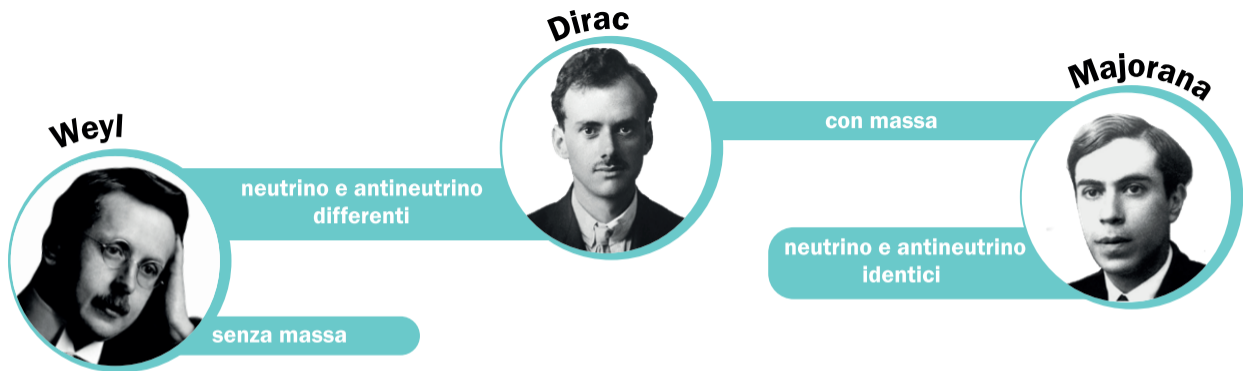 Weyl
neutrino e antineutrino
differenti
senza massa
Dirac
con massa
Majorana
neutrino e antineutrino
identici